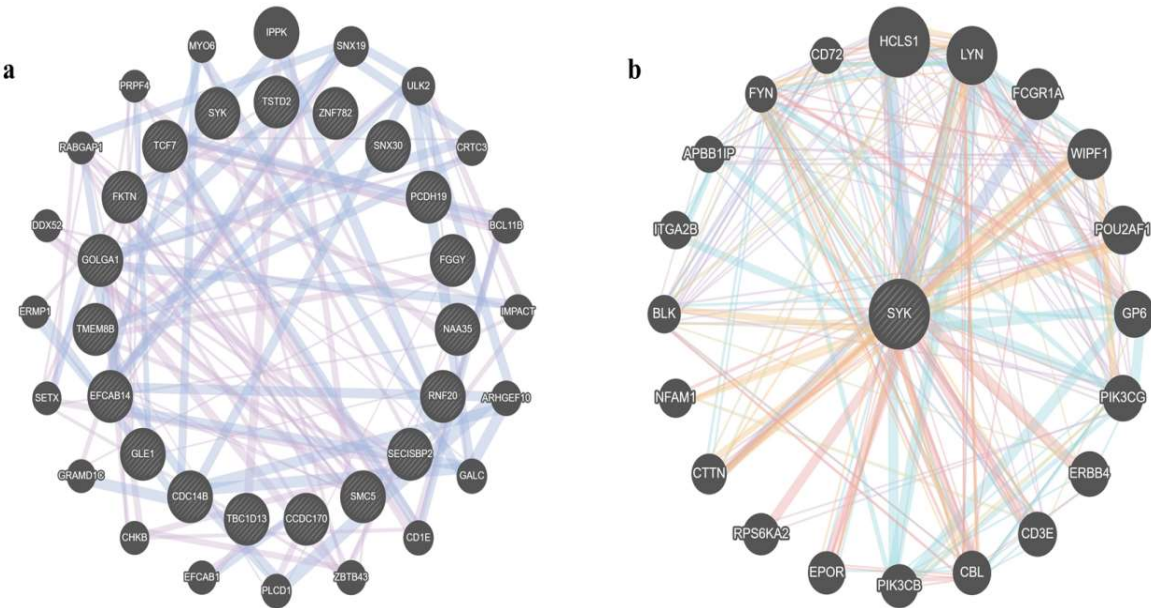 a
IPPK
MYO6
SNX19
PRPF4
ULK2
TSTD2
SYK
ZNF782
RABGAP1
TCF7
SNX30
CRTC3
FKTN
PCDH19
DDX52
BCL11B
GOLGA1
FGGY
ERMP1
IMPACT
TMEM8B
NAA35
SETX
EFCAB14
RNF20
ARHGEF10
GLE1
SECISBP2
GRAMD1C
GALC
CDC14B
SMC5
TBC1D13
CCDC170
CHKB
CD1E
EFCAB1
PLCD1
ZBTB43
b
HCLS1
CD72
LYN
FYN
FCGR1A
APBB1IP
WIPF1
ITGA2B
POU2AF1
BLK
SYK
GP6
NFAM1
PIK3CG
CTTN
ERBB4
RPS6KA2
CD3E
EPOR
PIK3CB
CBL